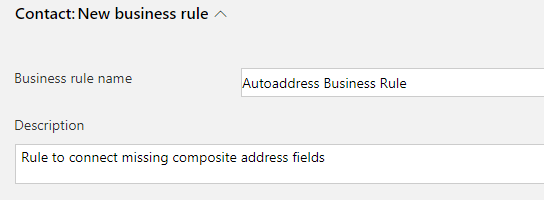 Contact: New business rule
Business rule name
Autoaddress Business Rule
Description
Rule to connect missing composite address fields